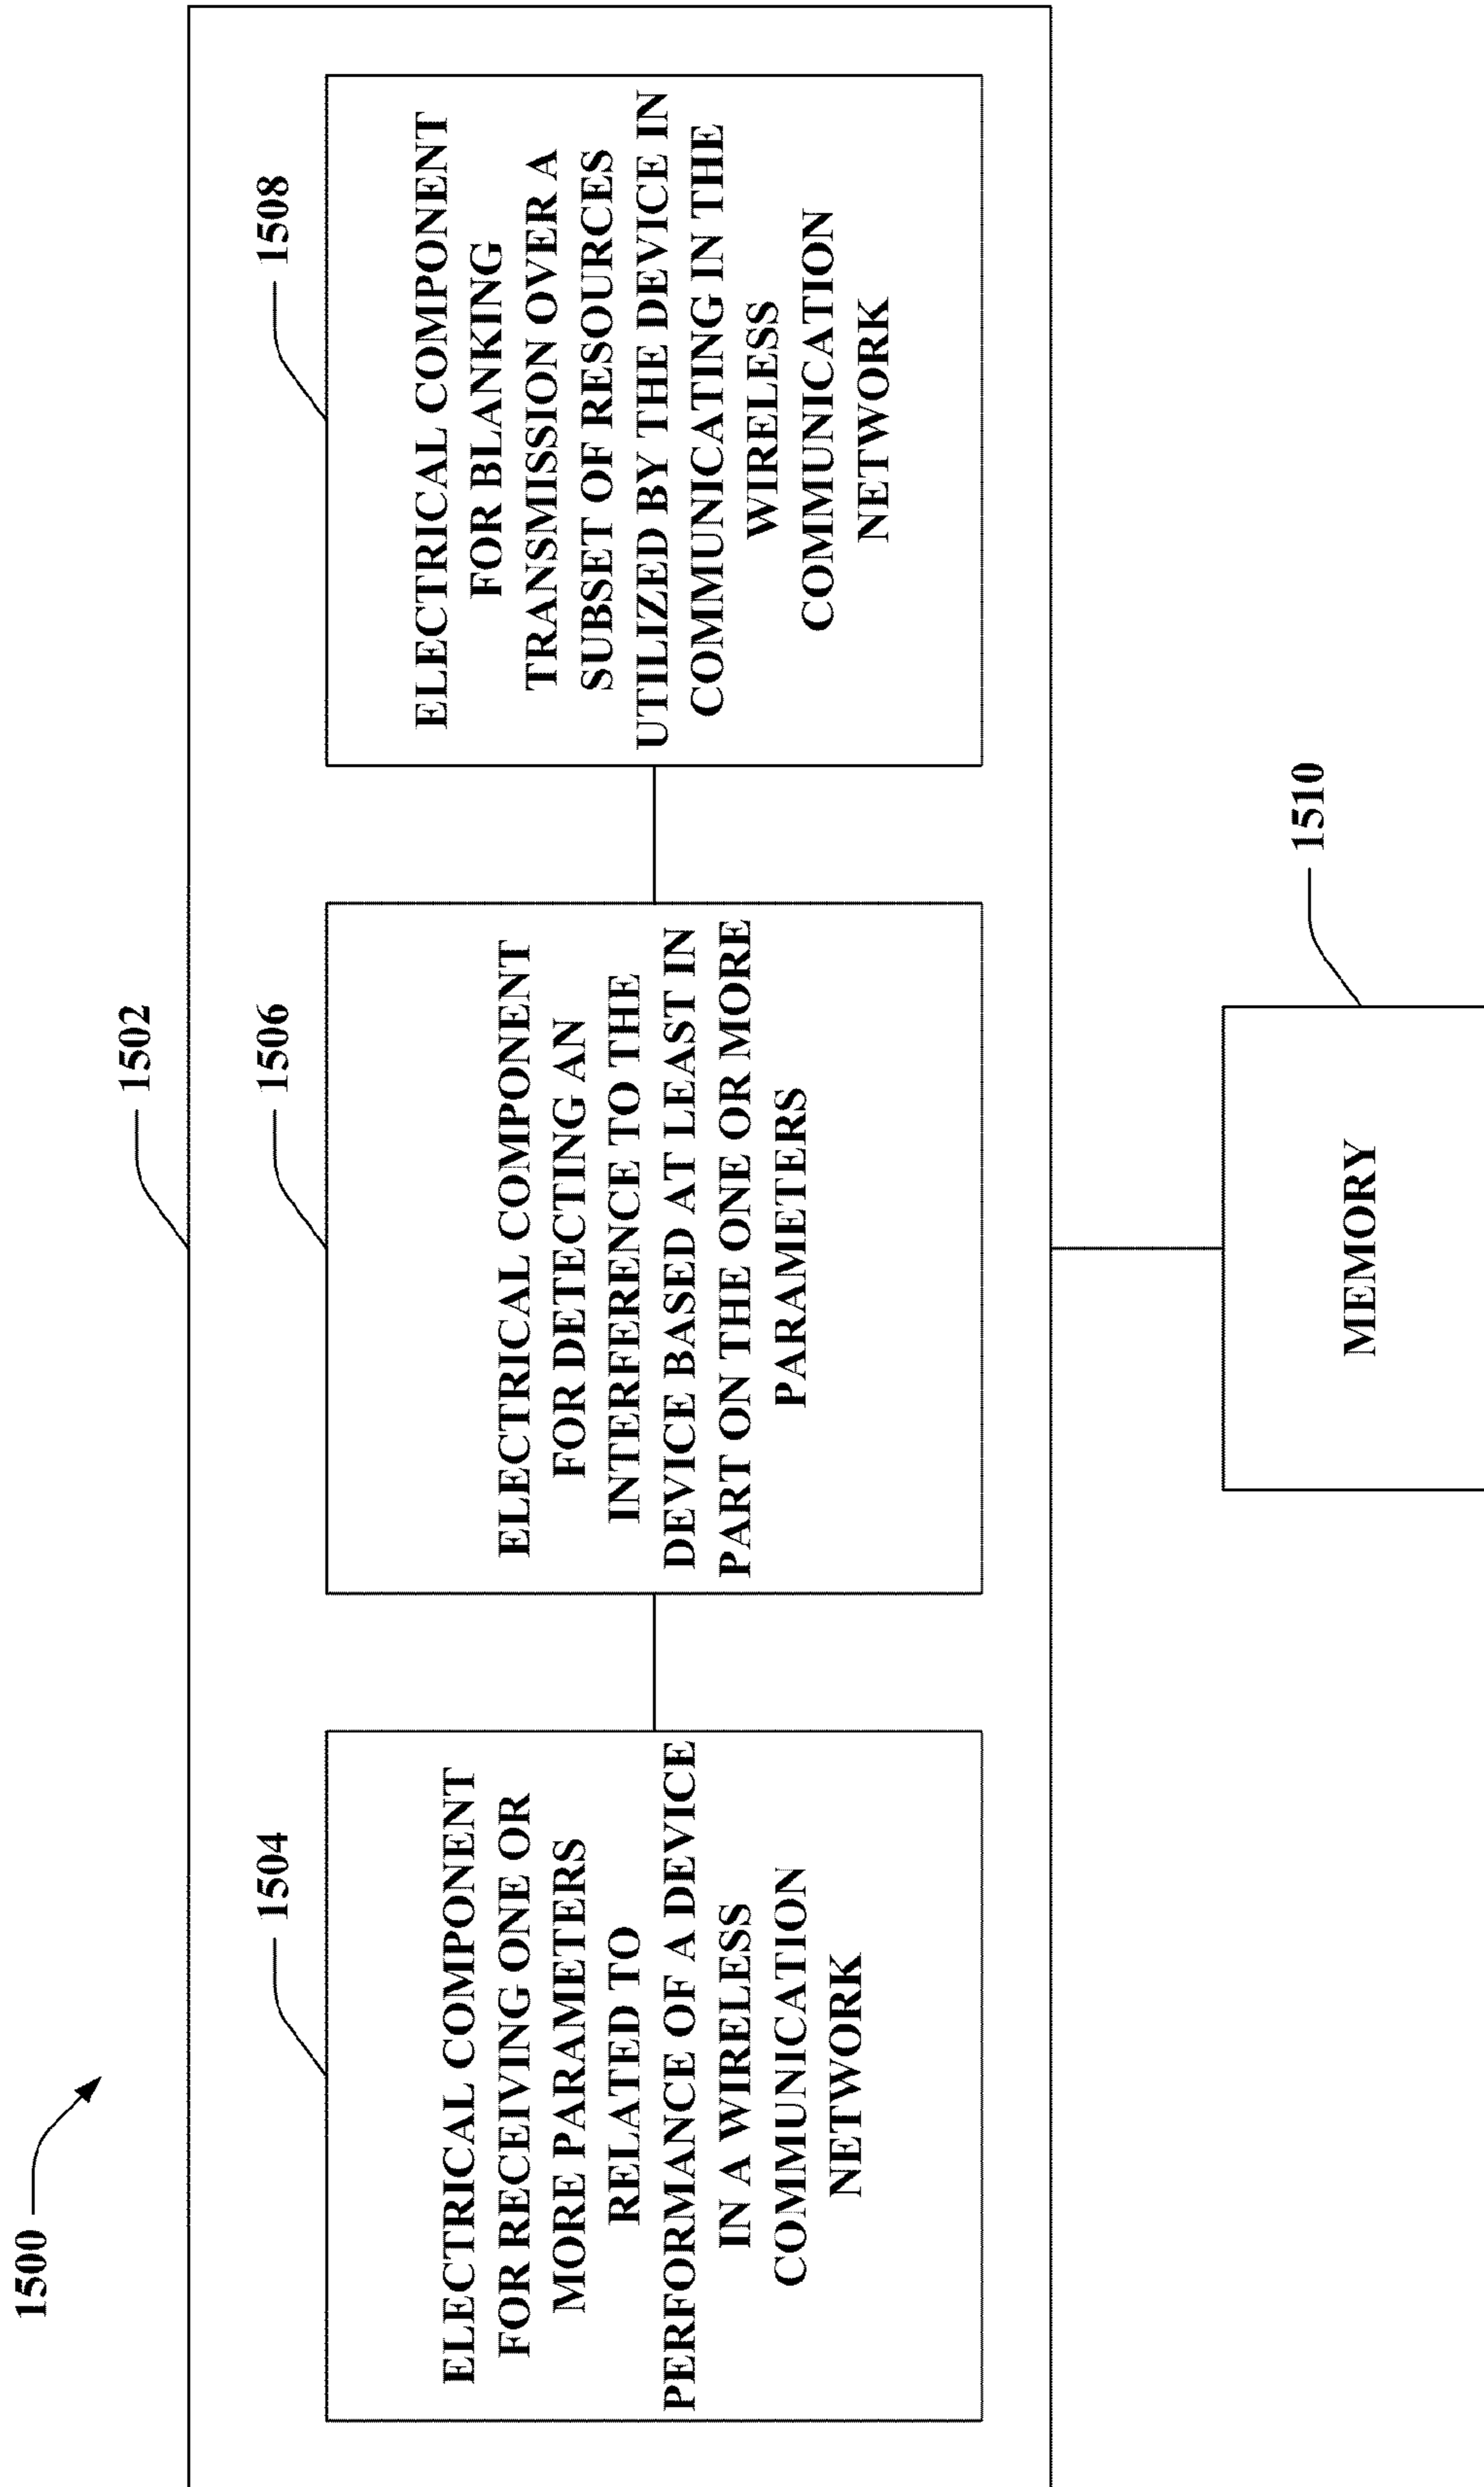 1500
1502
1504
ELECTRICAL COMPONENT
FOR RECEIVING ONE OR
MORE PARAMETERS
RELATED TO
PERFORMANCE OF A DEVICE
IN A WIRELESS
COMMUNICATION
NETWORK
1506
ELECTRICAL COMPONENT
FOR DETECTING AN
INTERFERENCE TO THE
DEVICE BASED AT LEAST IN
PART ON THE ONE OR MORE
PARAMETERS
1508
ELECTRICAL COMPONENT
FOR BLANKING
TRANSMISSION OVER A
SUBSET OF RESOURCES
UTILIZED BY THE DEVICE IN
COMMUNICATING IN THE
WIRELESS
COMMUNICATION
NETWORK
1510
MEMORY